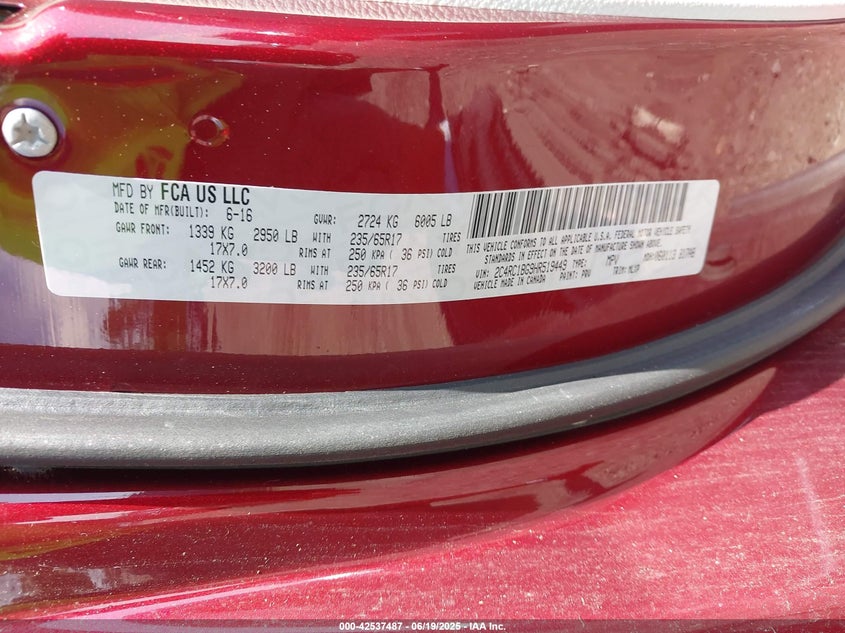 MFD BY FCA US LLC
DATE OF MFR(BUILT): 6-16 GVWR: 2724 KG 6005 LB
GAWR FRONT: 1339 KG 2950 LB WITH 235/65R17 TIRES
17X7.0 RIMS AT 250 KPA ( 36 PSI) COLD
GAWR REAR: 1452 KG 3200 LB WITH 235/65R17 TIRES
17X7.0 RIMS AT 250 KPA ( 36 PSI) COLD
THIS VEHICLE CONFORMS TO ALL APPLICABLE U.S.A. FEDERAL MOTOR VEHICLE SAFETY
STANDARDS IN EFFECT ON THE DATE OF MANUFACTURE SHOWN ABOVE.
VIN: 2C4RC1BG3HR519449 TYPE: MPV MDH:
VEHICLE MADE IN CANADA PAINT: PRV TRIM:
000-42537487 - 06/19/2025 - IAA Inc.